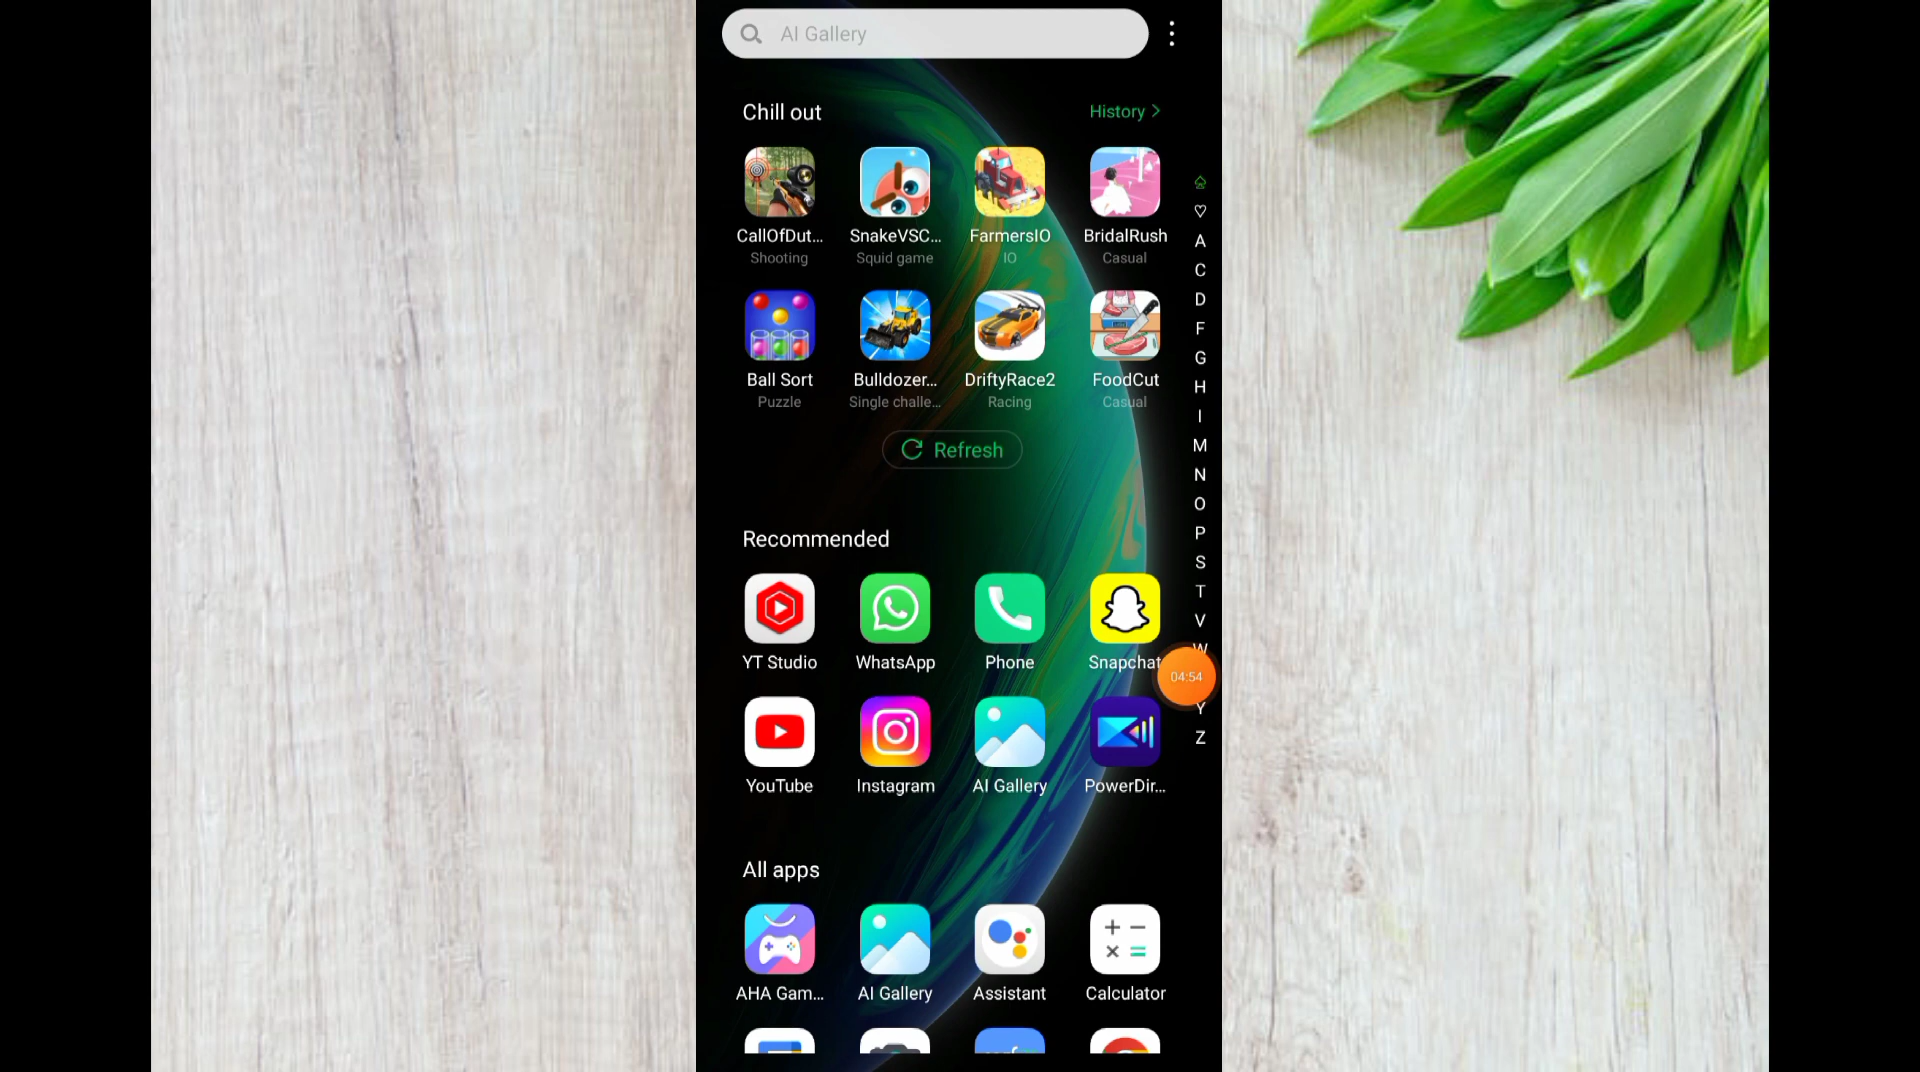 AI Gallery
Chill out
History
CallOfDut... SnakeVSC... FarmersIO BridalRush
Shooting Squid game IO Casual
Ball Sort Bulldozer... DriftyRace2 FoodCut
Puzzle Single challe... Racing Casual
Refresh
Recommended
YT Studio WhatsApp Phone Snapchat
YouTube Instagram AI Gallery PowerDir...
All apps
AHA Gam... AI Gallery Assistant Calculator
A
C
D
F
G
H
I
M
N
O
P
S
T
V
W
04:54
Y
Z